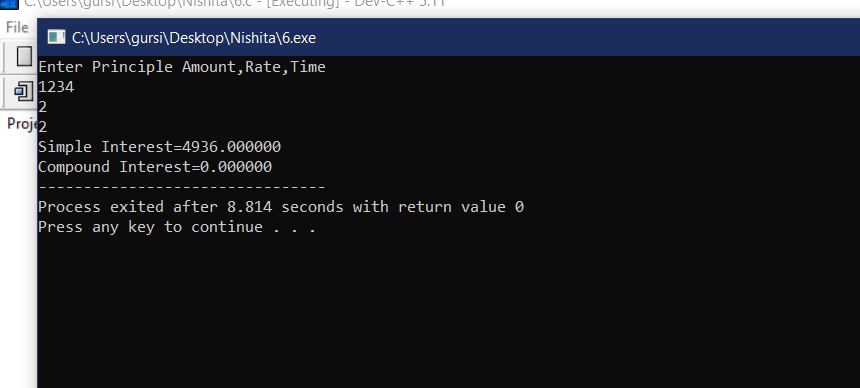 C:\Users\gursi\Desktop\Nishita\6.c - [Executing] - Dev-C++ 5.11
File
C:\Users\gursi\Desktop\Nishita\6.exe
Enter Principle Amount,Rate,Time
1234
2
2
Proje
Simple Interest=4936.000000
Compound Interest=0.000000
--------------------------------
Process exited after 8.814 seconds with return value 0
Press any key to continue . . .